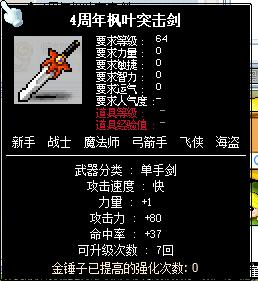 4周年枫叶突击剑
要求等级： 64
要求力量： 0
要求敏捷： 0
要求智力： 0
要求运气： 0
要求人气度： -
道具等级： -
道具经验值： -
新手 战士 魔法师 弓箭手 飞侠 海盗
武器分类 ： 单手剑
攻击速度 ： 快
力量 ： +1
攻击力 ： +80
命中率 ： +37
可升级次数 ： 7回
金锤子已提高的强化次数: 0